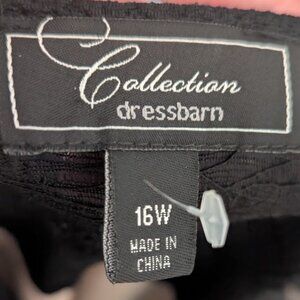 Collection
dressbarn
16W
MADE IN
CHINA